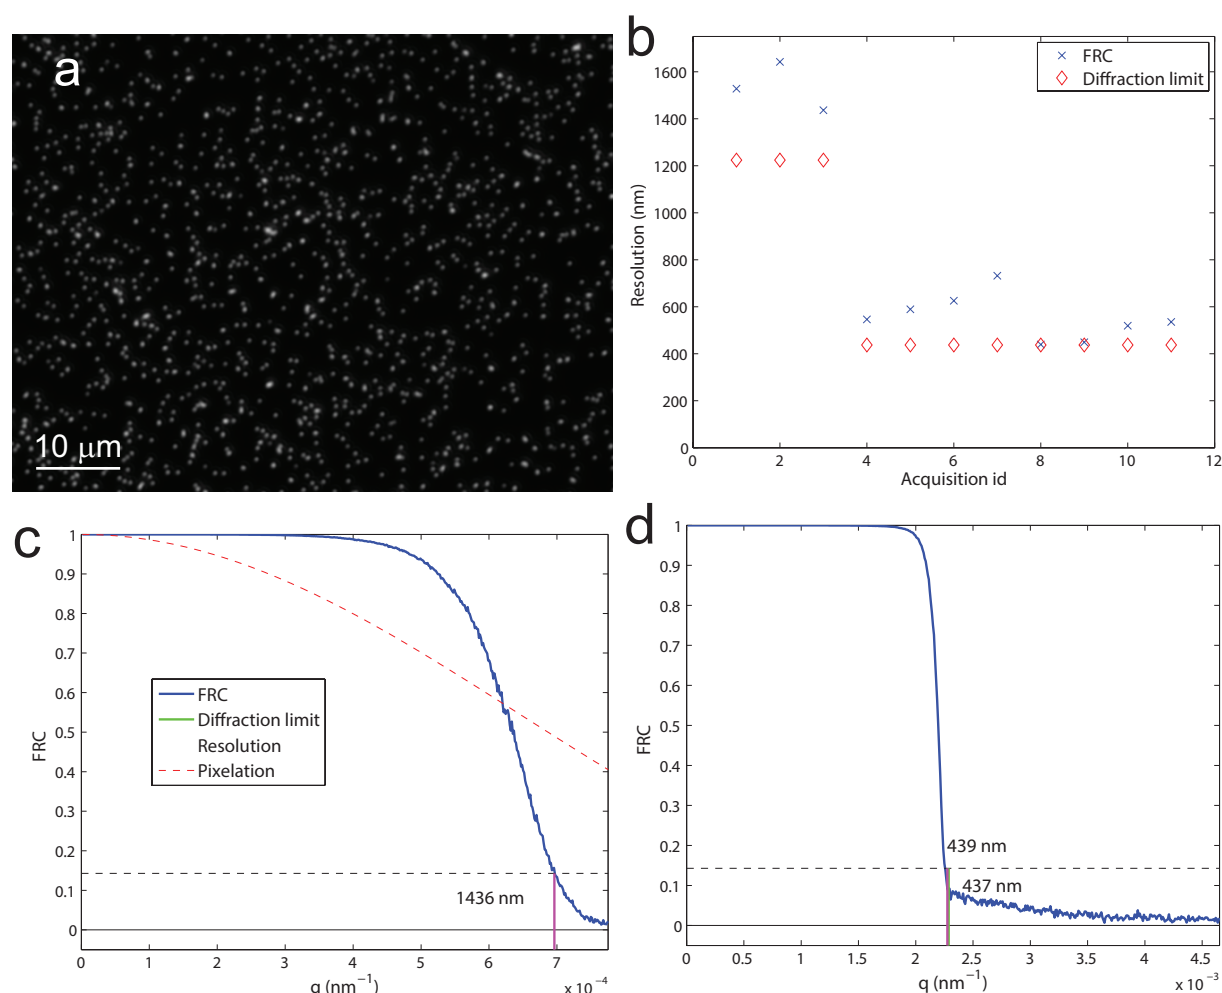 a
10 μm
b
1600
1400
1200
1000
800
600
400
200
0
0 2 4 6 8 10 12
Resolution (nm)
Acquisition id
FRC
Diffraction limit
c
1
0.9
0.8
0.7
0.6
0.5
0.4
0.3
0.2
0.1
0
0 1 2 3 4 5 6 7
x 10⁻⁴
FRC
q (nm⁻¹)
FRC
Diffraction limit
Resolution
Pixelation
1436 nm
d
1
0.9
0.8
0.7
0.6
0.5
0.4
0.3
0.2
0.1
0
0 0.5 1 1.5 2 2.5 3 3.5 4 4.5
x 10⁻³
FRC
q (nm⁻¹)
439 nm
437 nm